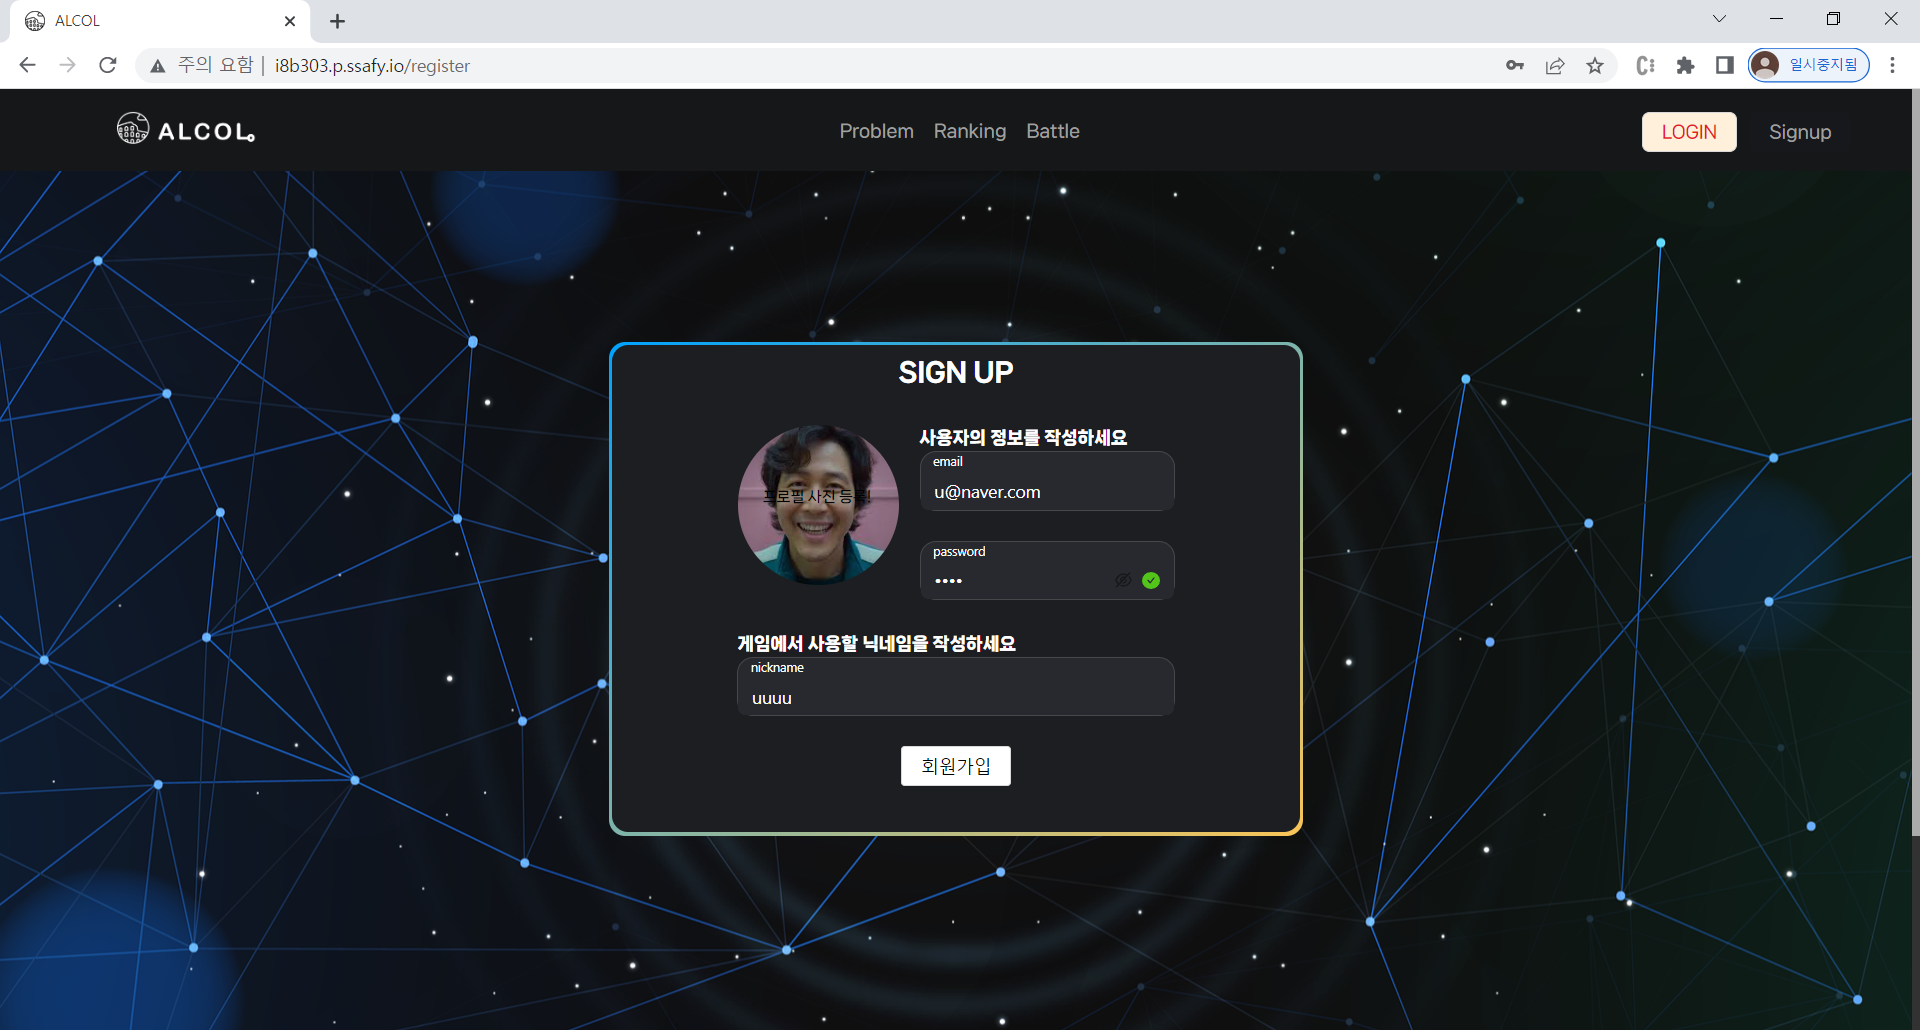 ALCOL
주의 요함 | i8b303.p.ssafy.io/register
일시중지됨
ALCOL
Problem Ranking Battle
LOGIN Signup
SIGN UP
프로필 사진 등록!
사용자의 정보를 작성하세요
email
u@naver.com
password
••••
게임에서 사용할 닉네임을 작성하세요
nickname
uuuu
회원가입